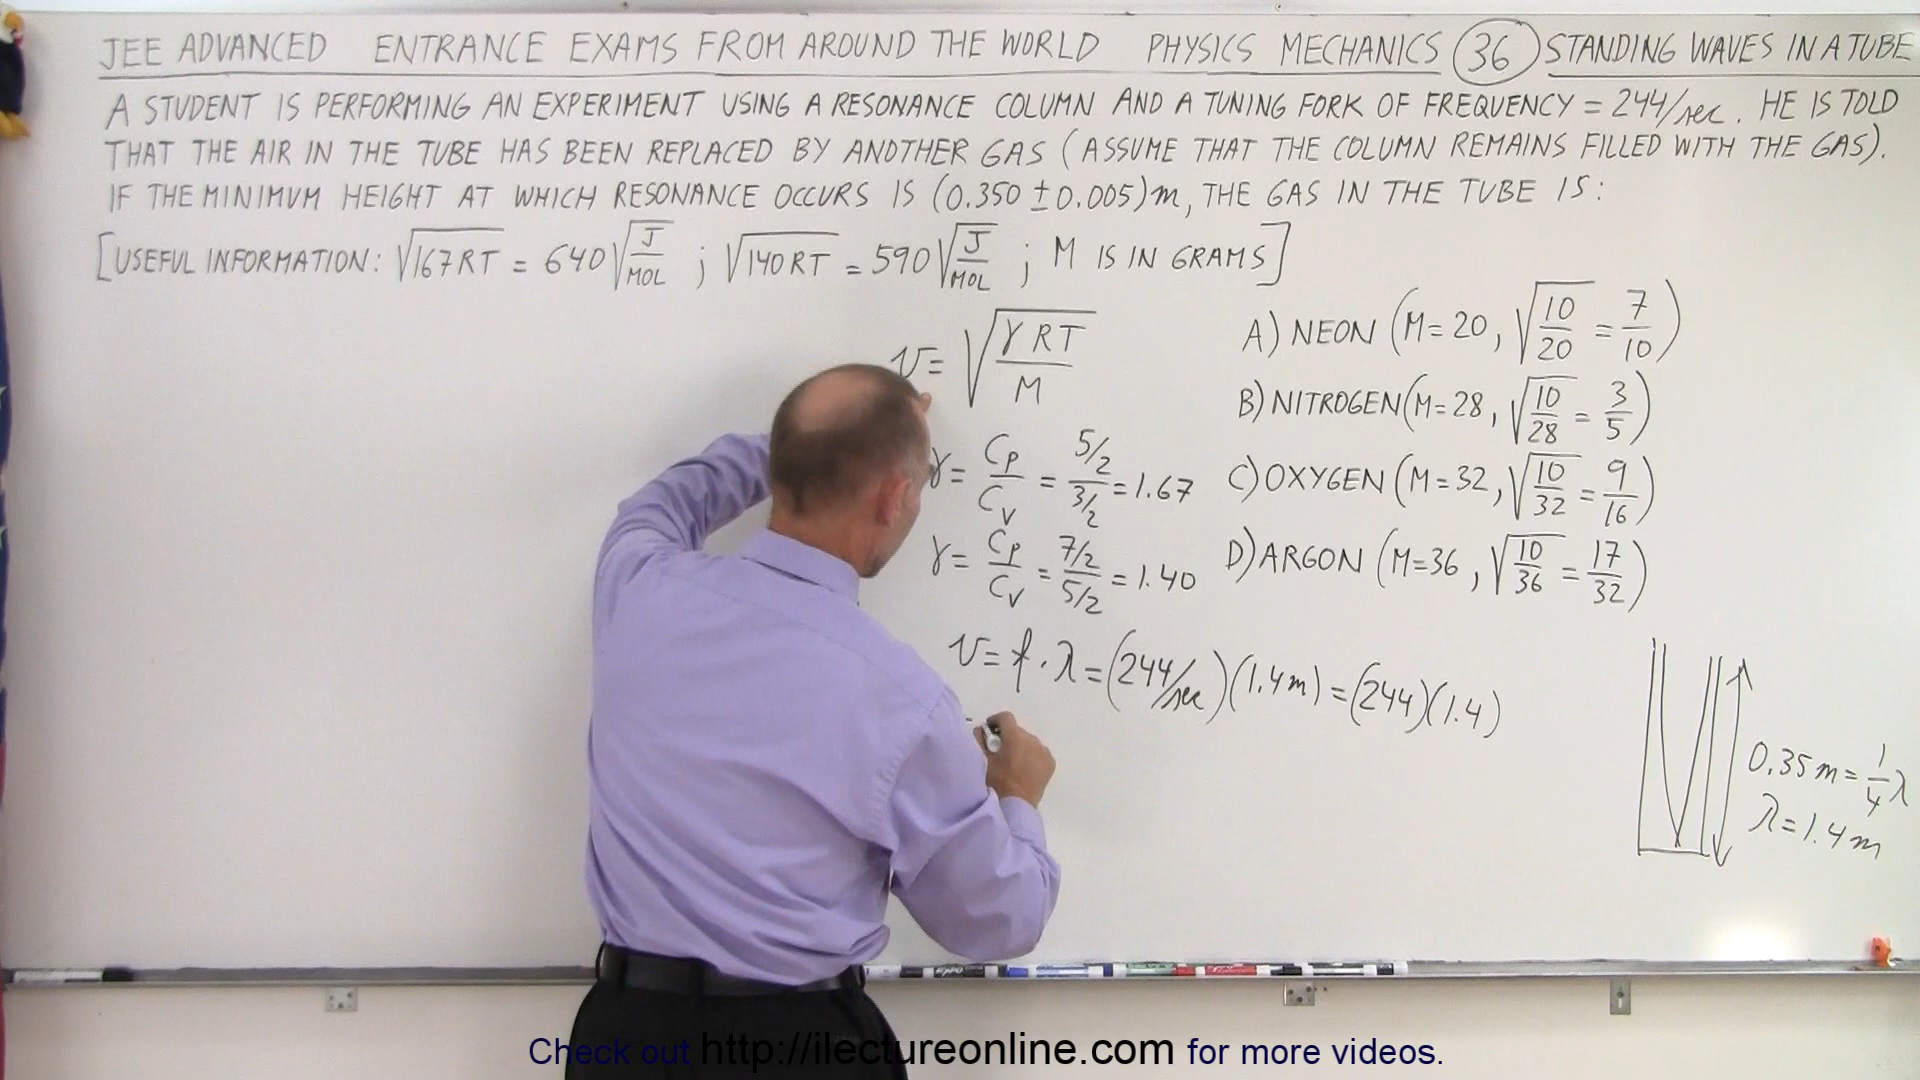 JEE ADVANCED ENTRANCE EXAMS FROM AROUND THE WORLD PHYSICS MECHANICS 36 STANDING WAVES IN A TUBE
A STUDENT IS PERFORMING AN EXPERIMENT USING A RESONANCE COLUMN AND A TUNING FORK OF FREQUENCY = 244/sec. HE IS TOLD
THAT THE AIR IN THE TUBE HAS BEEN REPLACED BY ANOTHER GAS (ASSUME THAT THE COLUMN REMAINS FILLED WITH THE GAS).
IF THE MINIMUM HEIGHT AT WHICH RESONANCE OCCURS IS (0.350 ± 0.005)m, THE GAS IN THE TUBE IS:
[USEFUL INFORMATION: √167RT = 640 √J/MOL ; √140RT = 590 √J/MOL ; M IS IN GRAMS]
v = √(γRT/M)
γ = Cp/Cv = 5/2 / 3/2 = 1.67
γ = Cp/Cv = 7/2 / 5/2 = 1.40
A) NEON (M = 20, √10/20 = 7/10)
B) NITROGEN (M = 28, √10/28 = 3/5)
C) OXYGEN (M = 32, √10/32 = 9/16)
D) ARGON (M = 36, √10/36 = 17/32)
v = f · λ = (244/sec)(1.4m) = (244)(1.4)
0.35m = 1/4 λ
λ = 1.4m
EXPO
Check out http://ilectureonline.com for more videos.